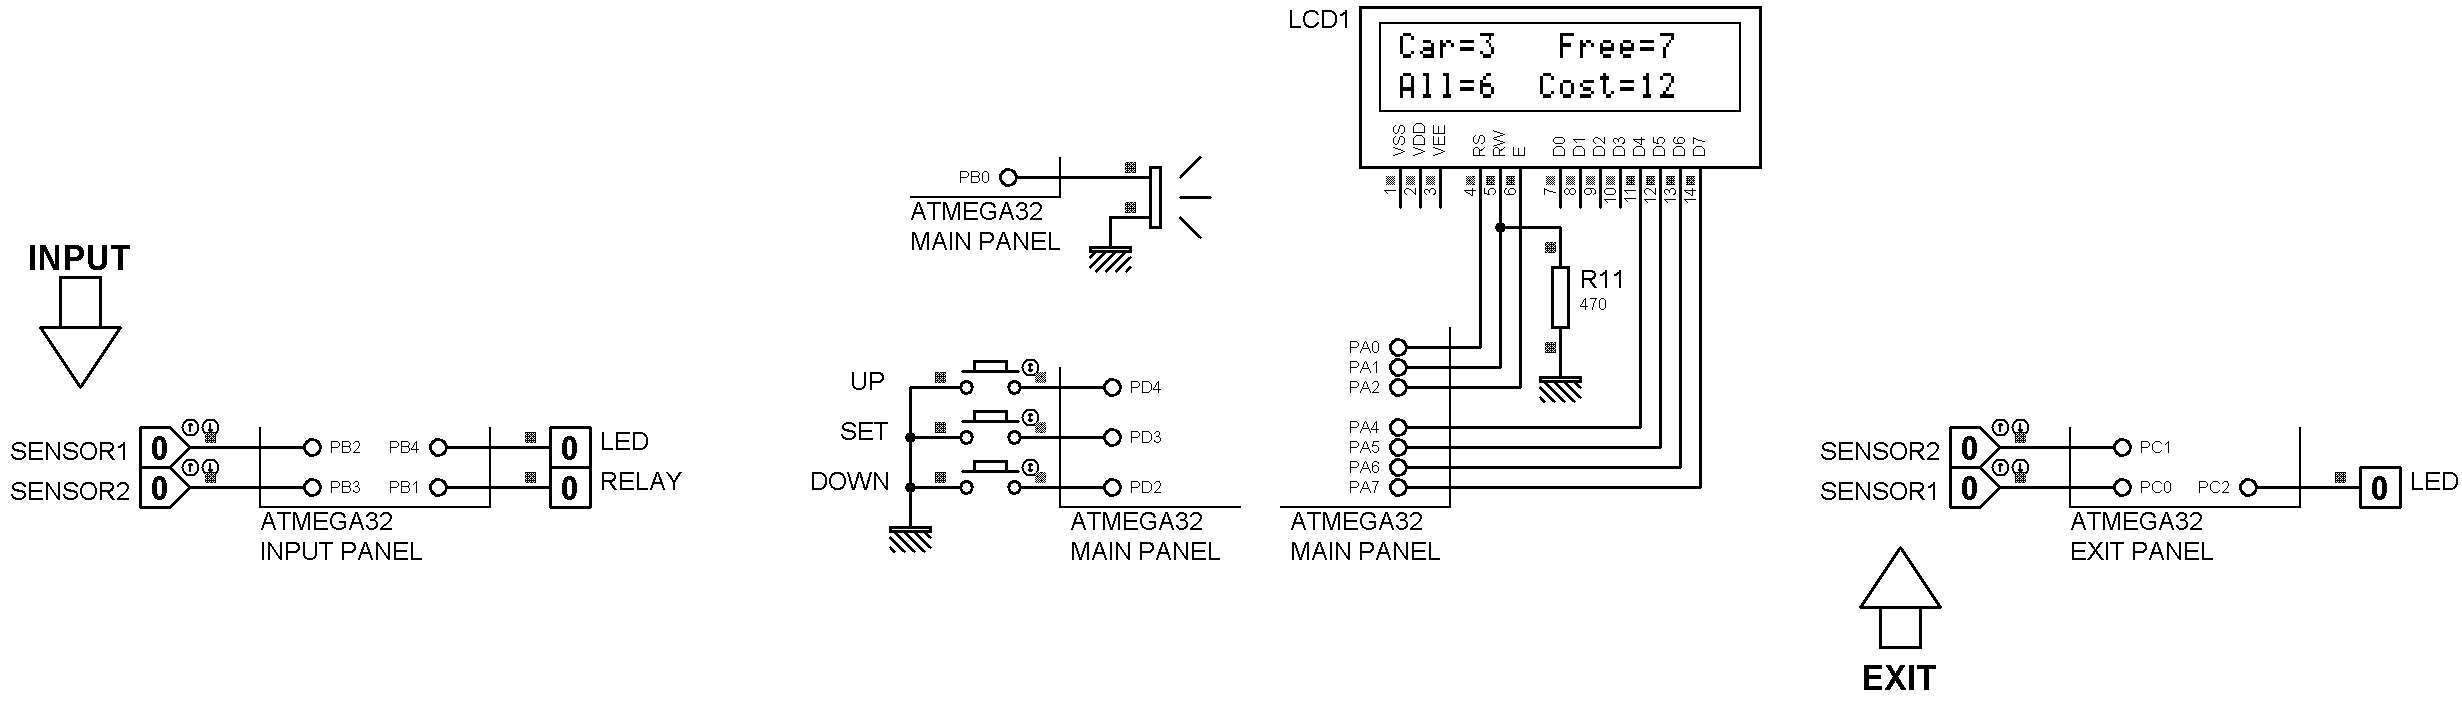 INPUT
SENSOR1
SENSOR2
0
0
PB2
PB3
PB4
PB1
0
0
LED
RELAY
ATMEGA32
INPUT PANEL
PB0
ATMEGA32
MAIN PANEL
UP
SET
DOWN
PD4
PD3
PD2
ATMEGA32
MAIN PANEL
LCD1
Car=3 Free=7
All=6 Cost=12
VSS VDD VEE RS RW E D0 D1 D2 D3 D4 D5 D6 D7
1 2 3 4 5 6 7 8 9 10 11 12 13 14
R11
470
PA0
PA1
PA2
PA4
PA5
PA6
PA7
ATMEGA32
MAIN PANEL
SENSOR2
SENSOR1
0
0
PC1
PC0
PC2
0
LED
ATMEGA32
EXIT PANEL
EXIT